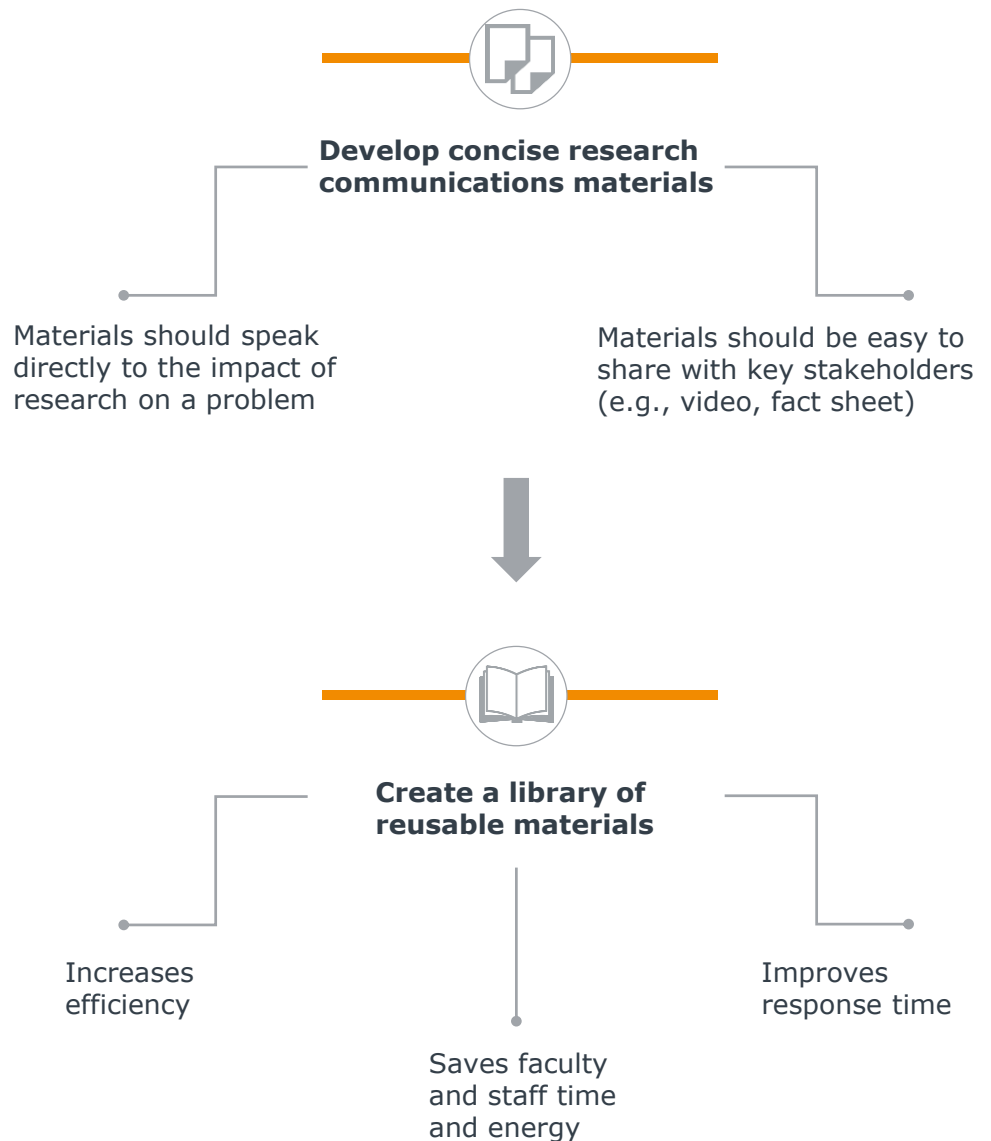 Develop concise research
communications materials
Materials should speak
directly to the impact of
research on a problem
Materials should be easy to
share with key stakeholders
(e.g., video, fact sheet)
Create a library of
reusable materials
Increases
efficiency
Saves faculty
and staff time
and energy
Improves
response time